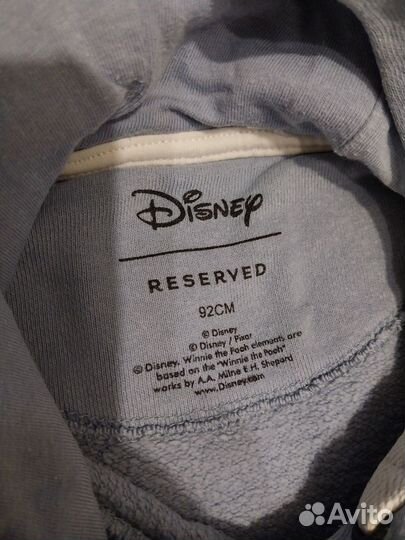 Disney
RESERVED
92CM
© Disney
© Disney / Pixar
© Disney. Winnie the Pooh elements are
based on the "Winnie the Pooh"
works by A.A. Milne E.H. Shepard
www.Disney.com
Avito